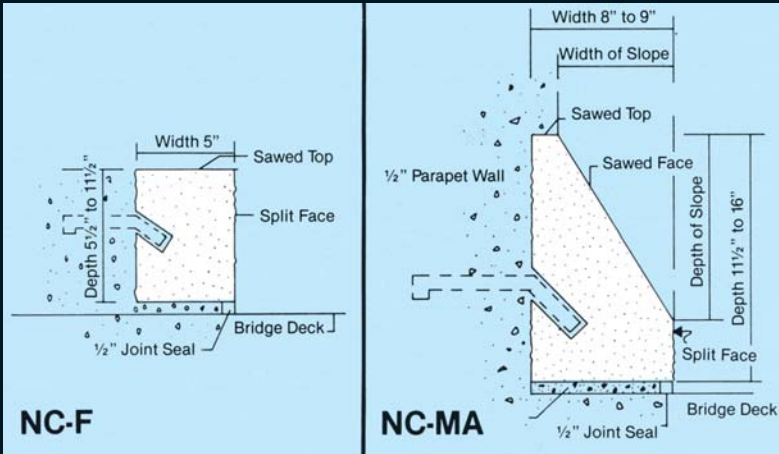 Width 5"
Sawed Top
Split Face
Depth 5½" to 11½"
Bridge Deck
½" Joint Seal
NC-F
Width 8" to 9"
Width of Slope
Sawed Top
Sawed Face
½" Parapet Wall
Depth of Slope
Depth 11½" to 16"
Split Face
Bridge Deck
½" Joint Seal
NC-MA